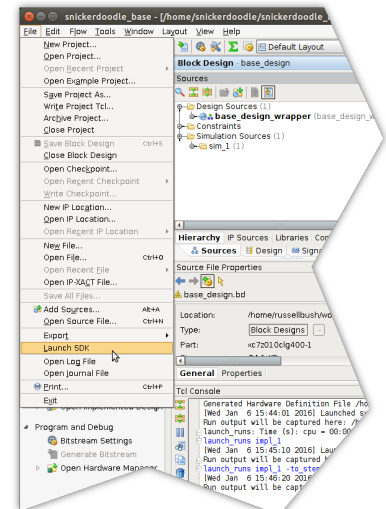 snickerdoodle_base - [/home/snickerdoodle/snickerdoodle_
File Edit Flow Tools Window Layout View Help
New Project...
Open Project...
Open Recent Project
Open Example Project...
Save Project As...
Write Project Tcl...
Archive Project...
Close Project
Save Block Design Ctrl+S
Close Block Design
Open Checkpoint...
Open Recent Checkpoint
Write Checkpoint...
New IP Location...
Open IP Location...
Open Recent IP Location
New File...
Open File... Ctrl+O
Open Recent File
Open IP-XACT File...
Save All Files...
Add Sources... Alt+A
Open Source File... Ctrl+N
Export
Launch SDK
Open Log File
Open Journal File
Print... Ctrl+P
Exit
Open Implemented Design
Program and Debug
Bitstream Settings
Generate Bitstream
Open Hardware Manager
Default Layout
Block Design - base_design
Sources
Design Sources (1)
base_design_wrapper (base_design_w
Constraints
Simulation Sources (1)
sim_1 (1)
Hierarchy IP Sources Libraries Com
Sources Design Signa
Source File Properties
base_design.bd
Location: /home/russellbush/wo
Type: Block Designs
Part: xc7z010clg400-1
General Properties
Tcl Console
Generated Hardware Definition File /ho
[Wed Jan 6 15:44:01 2016] Launched s
Run output will be captured here: /h
launch_runs: Time (s): cpu = 00:00
launch_runs impl_1
[Wed Jan 6 15:45:10 2016] Laun
Run output will be captured he
launch_runs impl_1 -to_step
[Wed Jan 6 15:46:20 2016
Run output will be capt